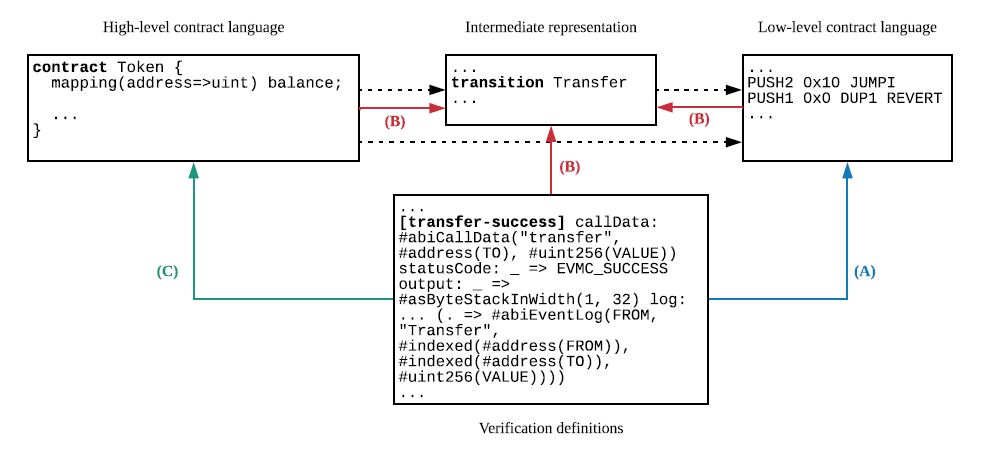 High-level contract language
Intermediate representation
Low-level contract language
contract Token {
mapping(address=>uint) balance;
...
}
...
transition Transfer
...
...
PUSH2 0x10 JUMPI
PUSH1 0x0 DUP1 REVERT
...
(B)
(B)
(B)
(C)
(A)
...
[transfer-success] callData:
#abiCallData("transfer",
#address(TO), #uint256(VALUE))
statusCode: _ => EVMC_SUCCESS
output: _ =>
#asByteStackInWidth(1, 32) log:
... (. => #abiEventLog(FROM,
"Transfer",
#indexed(#address(FROM)),
#indexed(#address(TO)),
#uint256(VALUE))))
...
Verification definitions